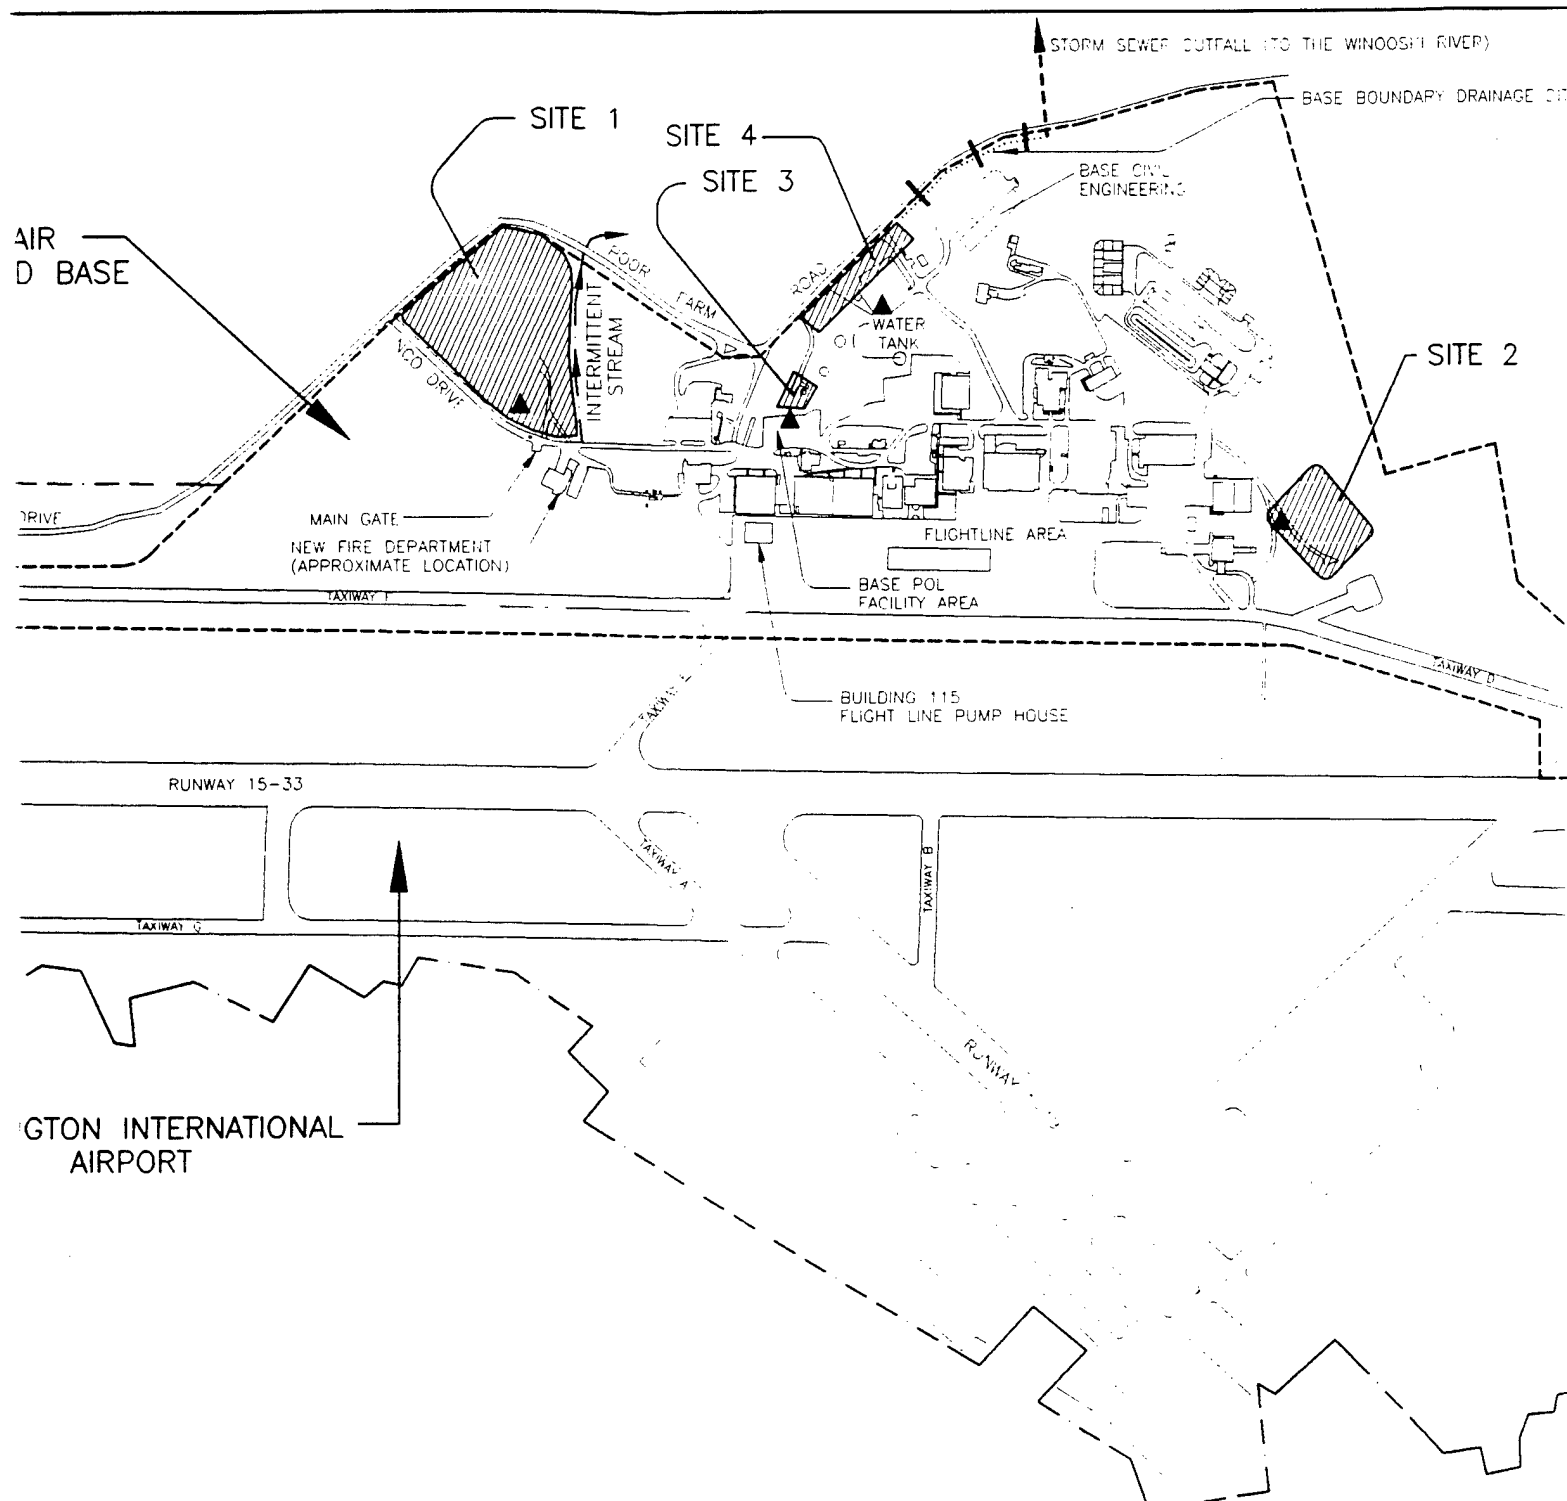 STORM SEWER OUTFALL (TO THE WINOOSKI RIVER)
BASE BOUNDARY DRAINAGE
SITE 1
SITE 4
SITE 3
BASE CIVIL
ENGINEERING
AIR
D BASE
POOR
FARM
ROAD
INTERMITTENT
STREAM
WATER
TANK
SITE 2
NCO DRIVE
DRIVE
MAIN GATE
NEW FIRE DEPARTMENT
(APPROXIMATE LOCATION)
FLIGHTLINE AREA
BASE POL
FACILITY AREA
TAXIWAY F
TAXIWAY D
TAXIWAY E
BUILDING 115
FLIGHT LINE PUMP HOUSE
RUNWAY 15-33
TAXIWAY A
TAXIWAY B
TAXIWAY G
RUNWAY
GTON INTERNATIONAL
AIRPORT